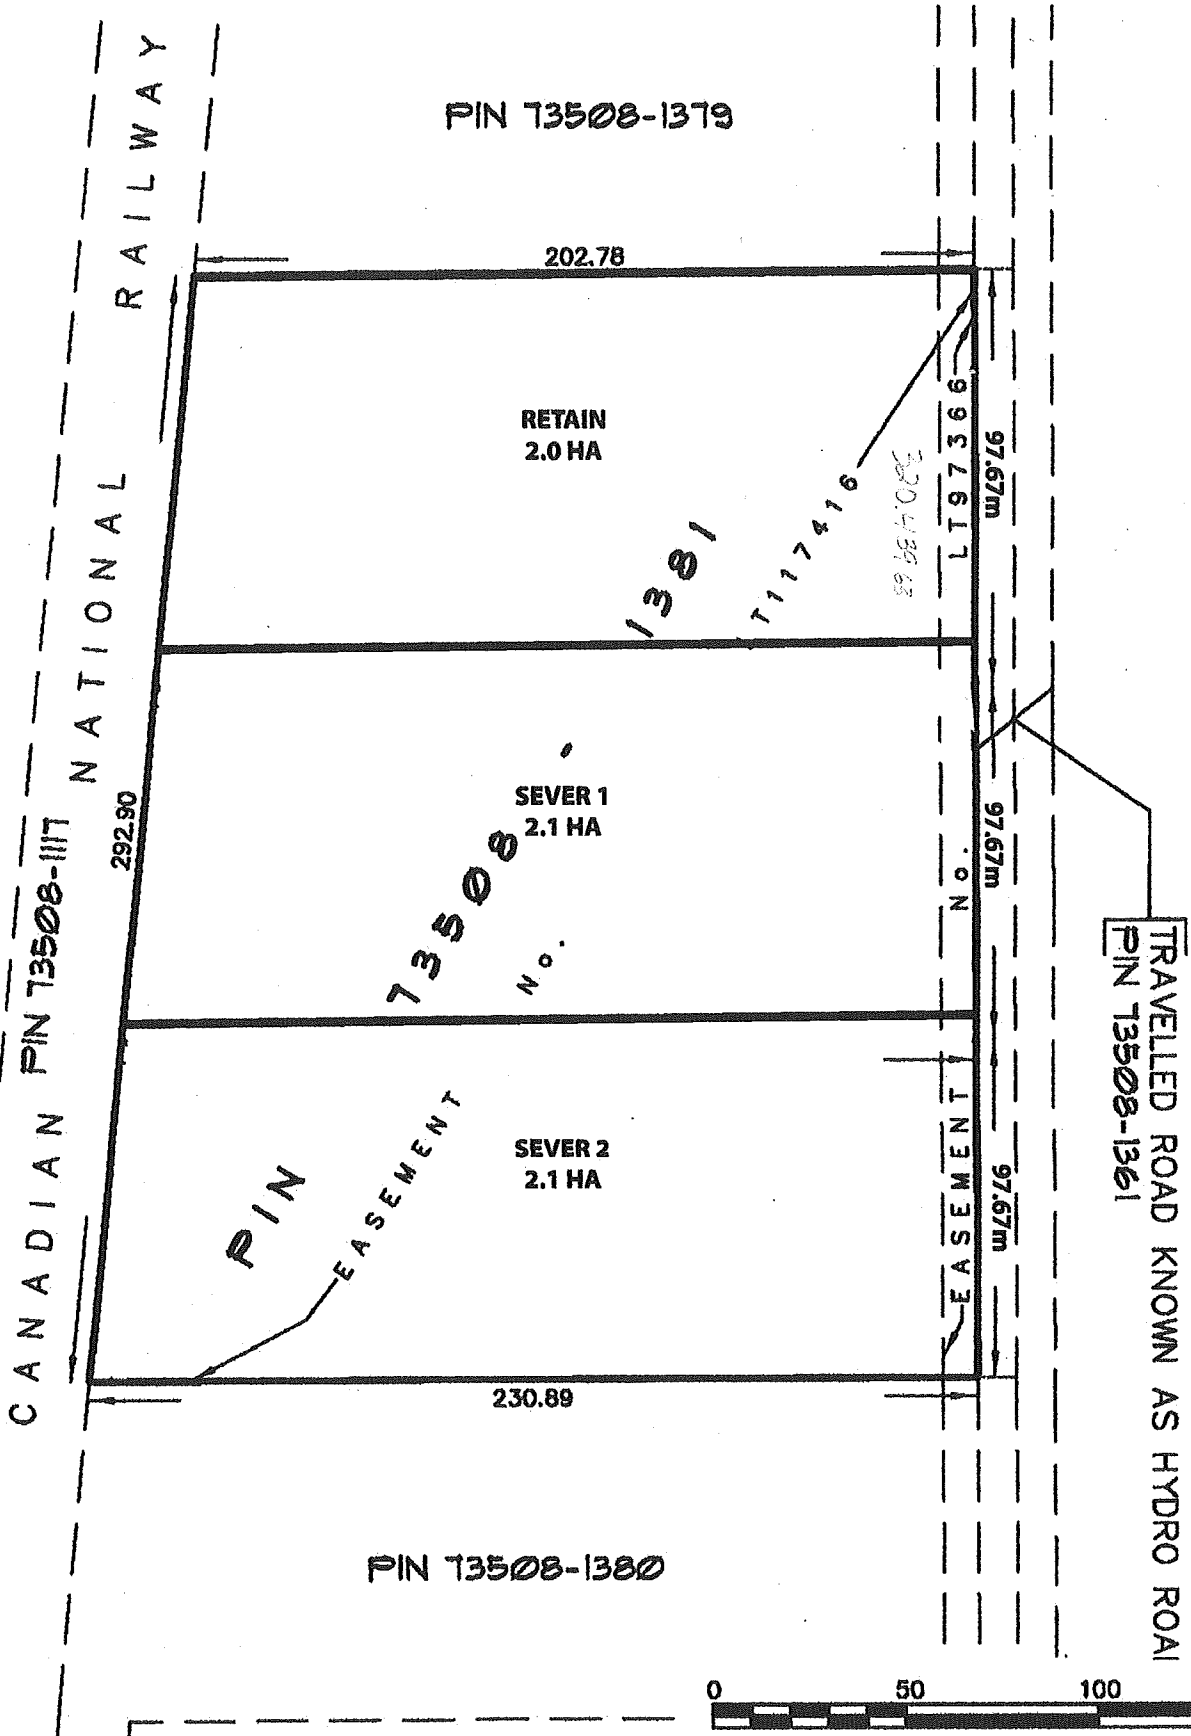 PIN 73508-1379
CANADIAN NATIONAL RAILWAY
PIN 73508-1117
202.78
RETAIN
2.0 HA
97.67m
EASEMENT No. LT97366
EASEMENT No. T117416
PIN 73508-1381
SEVER 1
2.1 HA
97.67m
292.90
TRAVELLED ROAD KNOWN AS HYDRO ROA
PIN 73508-1361
SEVER 2
2.1 HA
97.67m
230.89
PIN 73508-1380
0 50 100